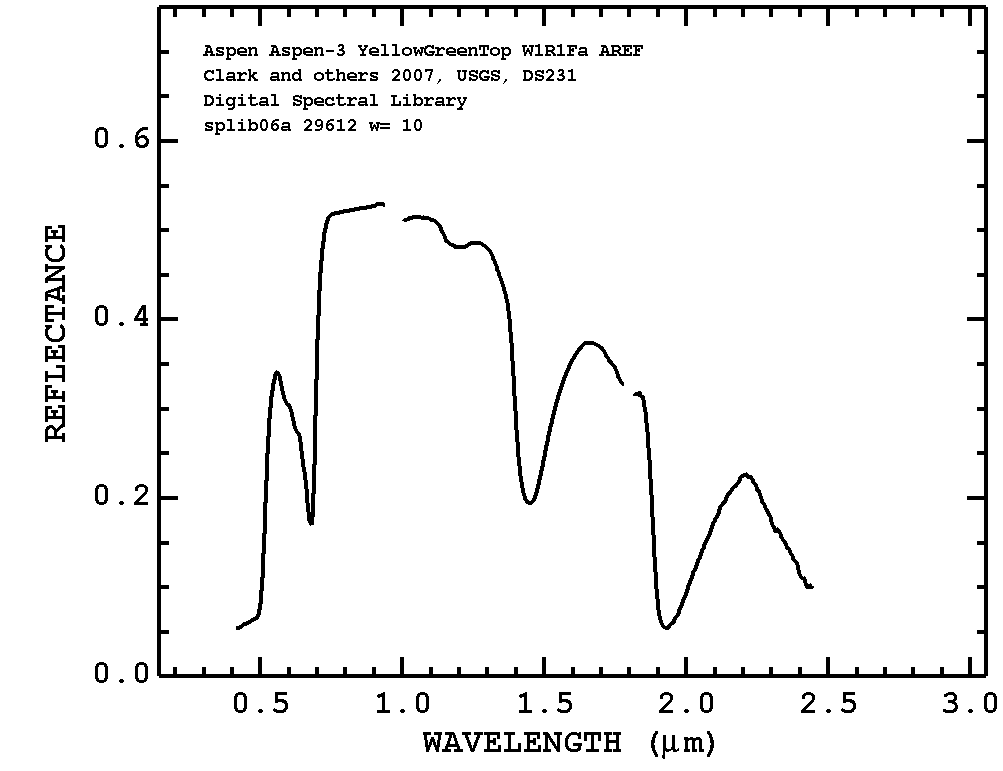 Aspen Aspen-3 YellowGreenTop W1R1Fa AREF
Clark and others 2007, USGS, DS231
Digital Spectral Library
splib06a 29612 w= 10
0.6
0.4
0.2
0.0
REFLECTANCE
0.5 1.0 1.5 2.0 2.5 3.0
WAVELENGTH (μm)